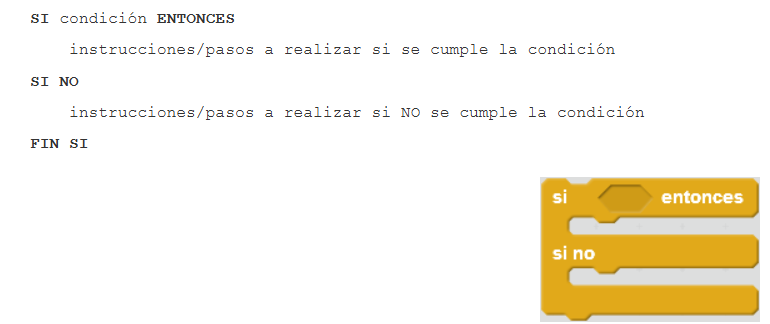 SI condición ENTONCES
instrucciones/pasos a realizar si se cumple la condición
SI NO
instrucciones/pasos a realizar si NO se cumple la condición
FIN SI
si entonces
si no